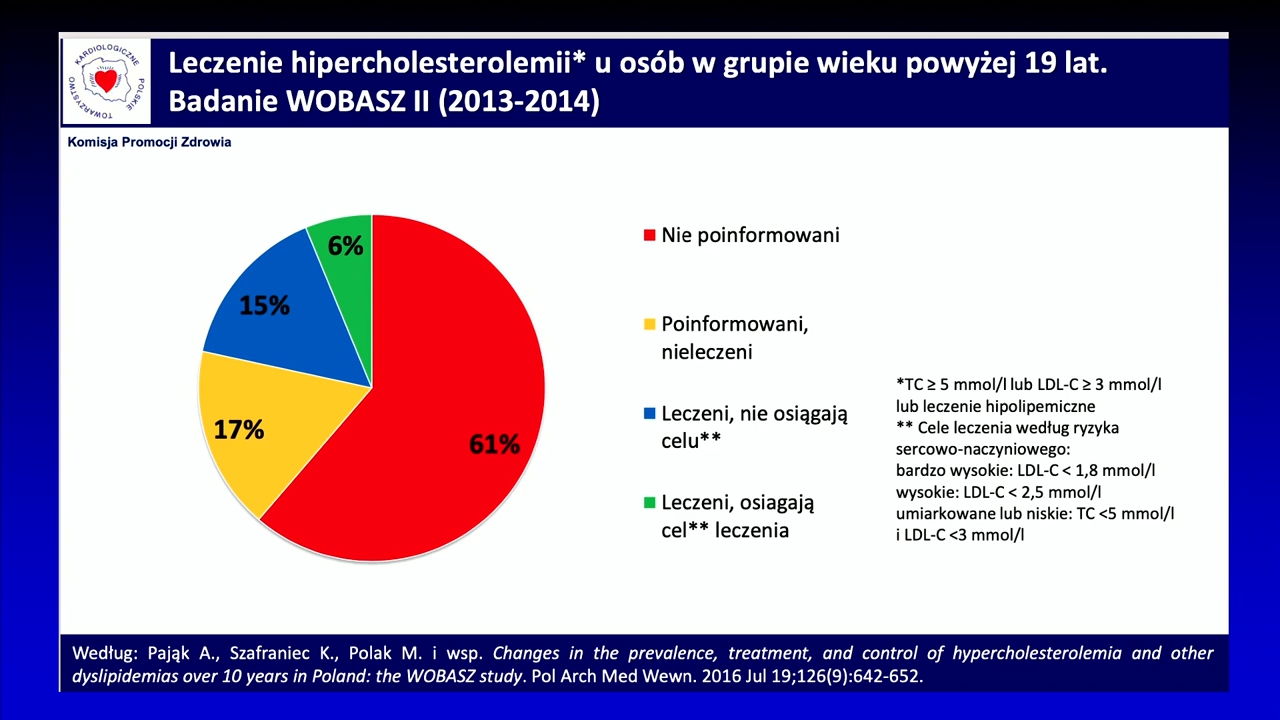 KARDIOLOGICZNE
POLSKIE
TOWARZYSTWO
Leczenie hipercholesterolemii* u osób w grupie wieku powyżej 19 lat.
Badanie WOBASZ II (2013-2014)
Komisja Promocji Zdrowia
6%
15%
17%
61%
Nie poinformowani
Poinformowani,
nieleczeni
Leczeni, nie osiągają
celu**
Leczeni, osiagają
cel** leczenia
*TC ≥ 5 mmol/l lub LDL-C ≥ 3 mmol/l
lub leczenie hipolipemiczne
** Cele leczenia według ryzyka
sercowo-naczyniowego:
bardzo wysokie: LDL-C < 1,8 mmol/l
wysokie: LDL-C < 2,5 mmol/l
umiarkowane lub niskie: TC <5 mmol/l
i LDL-C <3 mmol/l
Według: Pająk A., Szafraniec K., Polak M. i wsp. Changes in the prevalence, treatment, and control of hypercholesterolemia and other
dyslipidemias over 10 years in Poland: the WOBASZ study. Pol Arch Med Wewn. 2016 Jul 19;126(9):642-652.